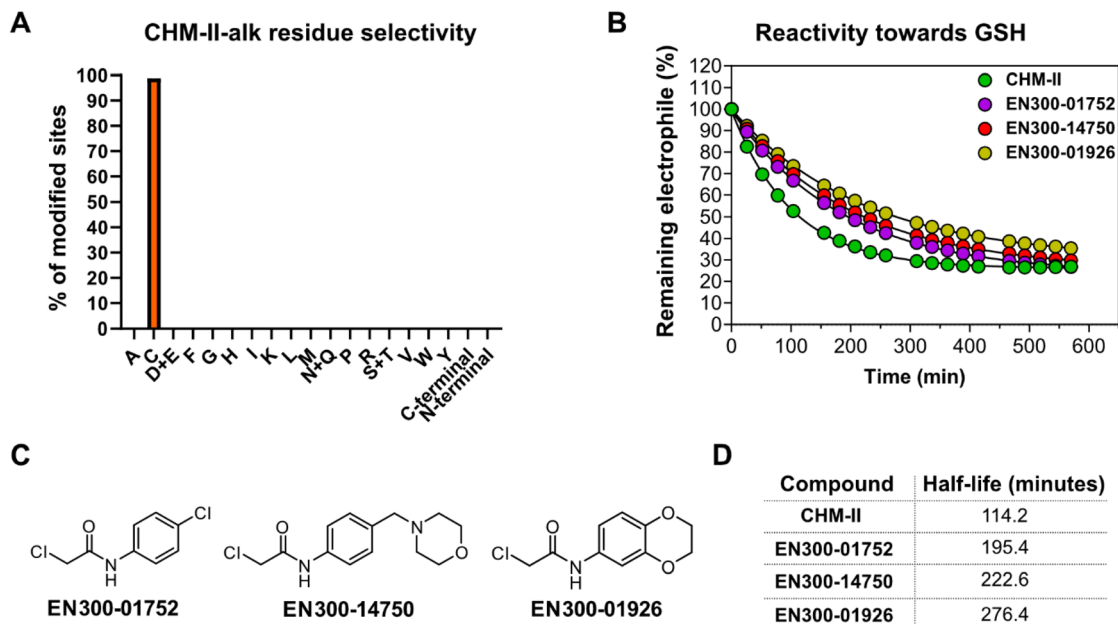 A
CHM-II-alk residue selectivity
% of modified sites
100
90
80
70
60
50
40
30
20
10
0
A
C
D+E
F
G
H
I
K
L
M
N+Q
P
R
S+T
V
W
Y
C-terminal
N-terminal
B
Reactivity towards GSH
Remaining electrophile (%)
120
110
100
90
80
70
60
50
40
30
20
10
0
0 100 200 300 400 500 600
Time (min)
CHM-II
EN300-01752
EN300-14750
EN300-01926
C
Cl
O
N
H
Cl
EN300-01752
Cl
O
N
H
N
O
EN300-14750
Cl
O
N
H
O
O
EN300-01926
D
Compound Half-life (minutes)
CHM-II 114.2
EN300-01752 195.4
EN300-14750 222.6
EN300-01926 276.4